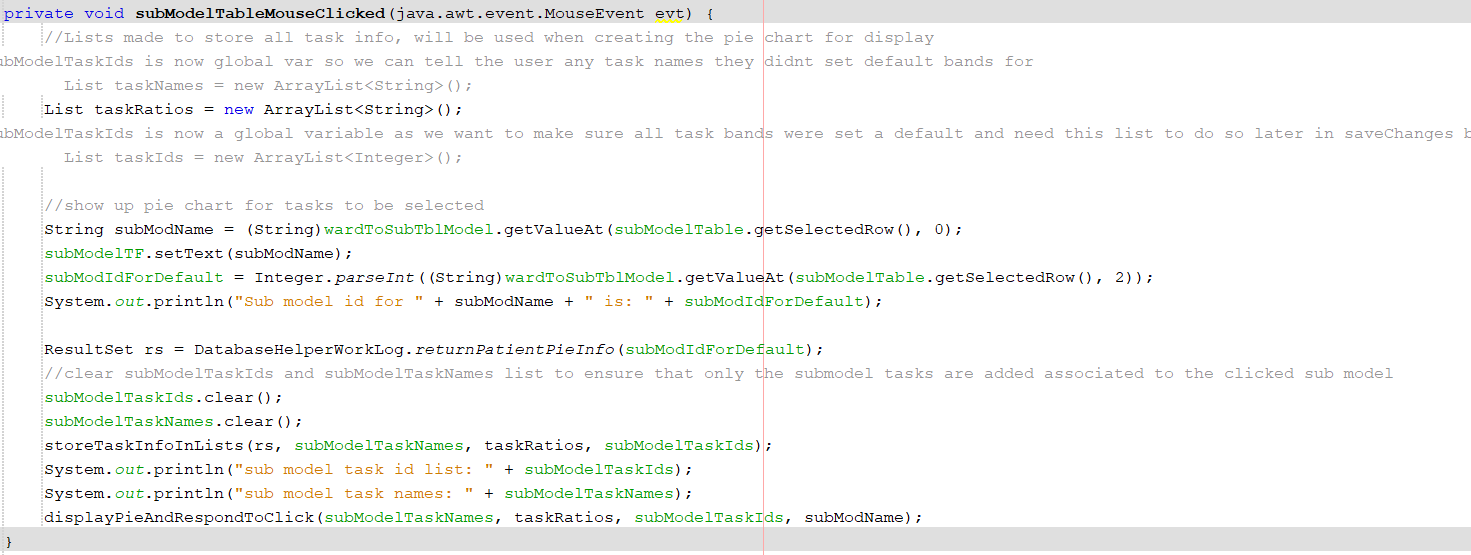 private void subModelTableMouseClicked(java.awt.event.MouseEvent evt) {
//Lists made to store all task info, will be used when creating the pie chart for display
ubModelTaskIds is now global var so we can tell the user any task names they didnt set default bands for
List taskNames = new ArrayList<String>();
List taskRatios = new ArrayList<String>();
ubModelTaskIds is now a global variable as we want to make sure all task bands were set a default and need this list to do so later in saveChanges b
List taskIds = new ArrayList<Integer>();
//show up pie chart for tasks to be selected
String subModName = (String)wardToSubTblModel.getValueAt(subModelTable.getSelectedRow(), 0);
subModelTF.setText(subModName);
subModIdForDefault = Integer.parseInt((String)wardToSubTblModel.getValueAt(subModelTable.getSelectedRow(), 2));
System.out.println("Sub model id for " + subModName + " is: " + subModIdForDefault);
ResultSet rs = DatabaseHelperWorkLog.returnPatientPieInfo(subModIdForDefault);
//clear subModelTaskIds and subModelTaskNames list to ensure that only the submodel tasks are added associated to the clicked sub model
subModelTaskIds.clear();
subModelTaskNames.clear();
storeTaskInfoInLists(rs, subModelTaskNames, taskRatios, subModelTaskIds);
System.out.println("sub model task id list: " + subModelTaskIds);
System.out.println("sub model task names: " + subModelTaskNames);
displayPieAndRespondToClick(subModelTaskNames, taskRatios, subModelTaskIds, subModName);
}